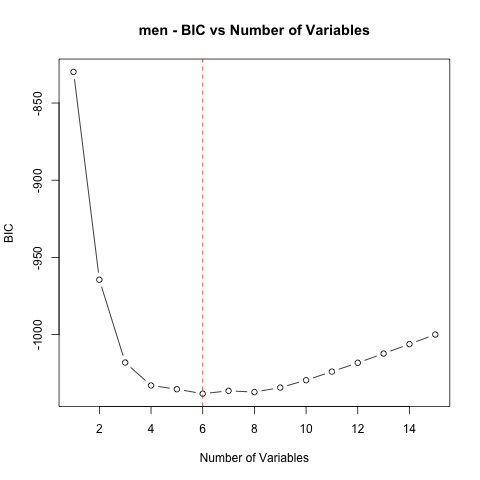 men - BIC vs Number of Variables
-850
-900
-950
-1000
BIC
2 4 6 8 10 12 14
Number of Variables